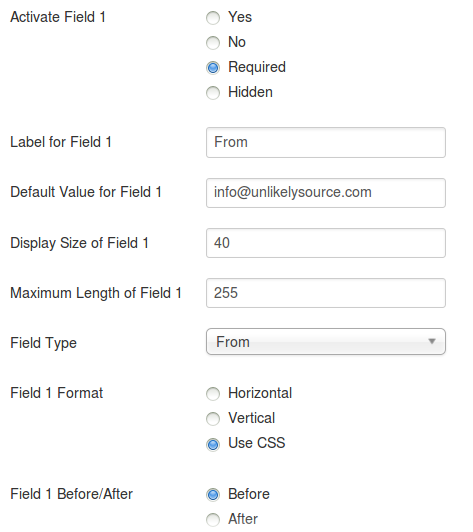 Activate Field 1 Yes
No
Required
Hidden
Label for Field 1 From
Default Value for Field 1 info@unlikelysource.com
Display Size of Field 1 40
Maximum Length of Field 1 255
Field Type From
Field 1 Format Horizontal
Vertical
Use CSS
Field 1 Before/After Before
After